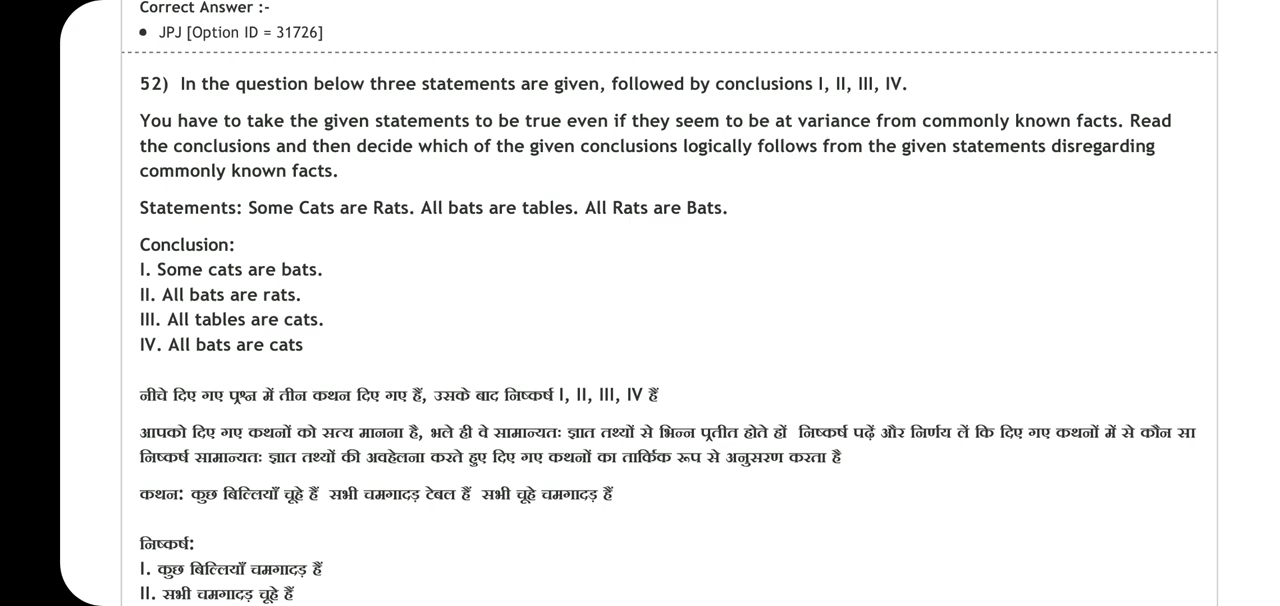 Correct Answer :-
• JPJ [Option ID = 31726]
52) In the question below three statements are given, followed by conclusions I, II, III, IV.
You have to take the given statements to be true even if they seem to be at variance from commonly known facts. Read
the conclusions and then decide which of the given conclusions logically follows from the given statements disregarding
commonly known facts.
Statements: Some Cats are Rats. All bats are tables. All Rats are Bats.
Conclusion:
I. Some cats are bats.
II. All bats are rats.
III. All tables are cats.
IV. All bats are cats
नीचे दिए गए प्रश्न में तीन कथन दिए गए हैं, उसके बाद निष्कर्ष I, II, III, IV हैं
आपको दिए गए कथनों को सत्य मानना है, भले ही वे सामान्यतः ज्ञात तथ्यों से भिन्न प्रतीत होते हों निष्कर्ष पढ़ें और निर्णय लें कि दिए गए कथनों में से कौन सा
निष्कर्ष सामान्यतः ज्ञात तथ्यों की अवहेलना करते हुए दिए गए कथनों का तार्किक रूप से अनुसरण करता है
कथन: कुछ बिल्लियाँ चूहे हैं सभी चमगादड़ टेबल हैं सभी चूहे चमगादड़ हैं
निष्कर्ष:
I. कुछ बिल्लियाँ चमगादड़ हैं
II. सभी चमगादड़ चूहे हैं